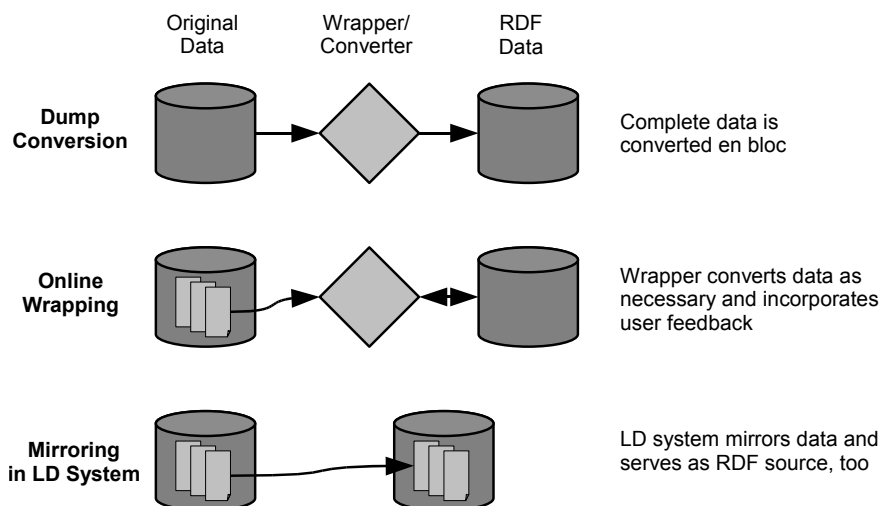 Original
Data
Wrapper/
Converter
RDF
Data
Dump
Conversion
Complete data is
converted en bloc
Online
Wrapping
Wrapper converts data as
necessary and incorporates
user feedback
Mirroring
in LD System
LD system mirrors data and
serves as RDF source, too